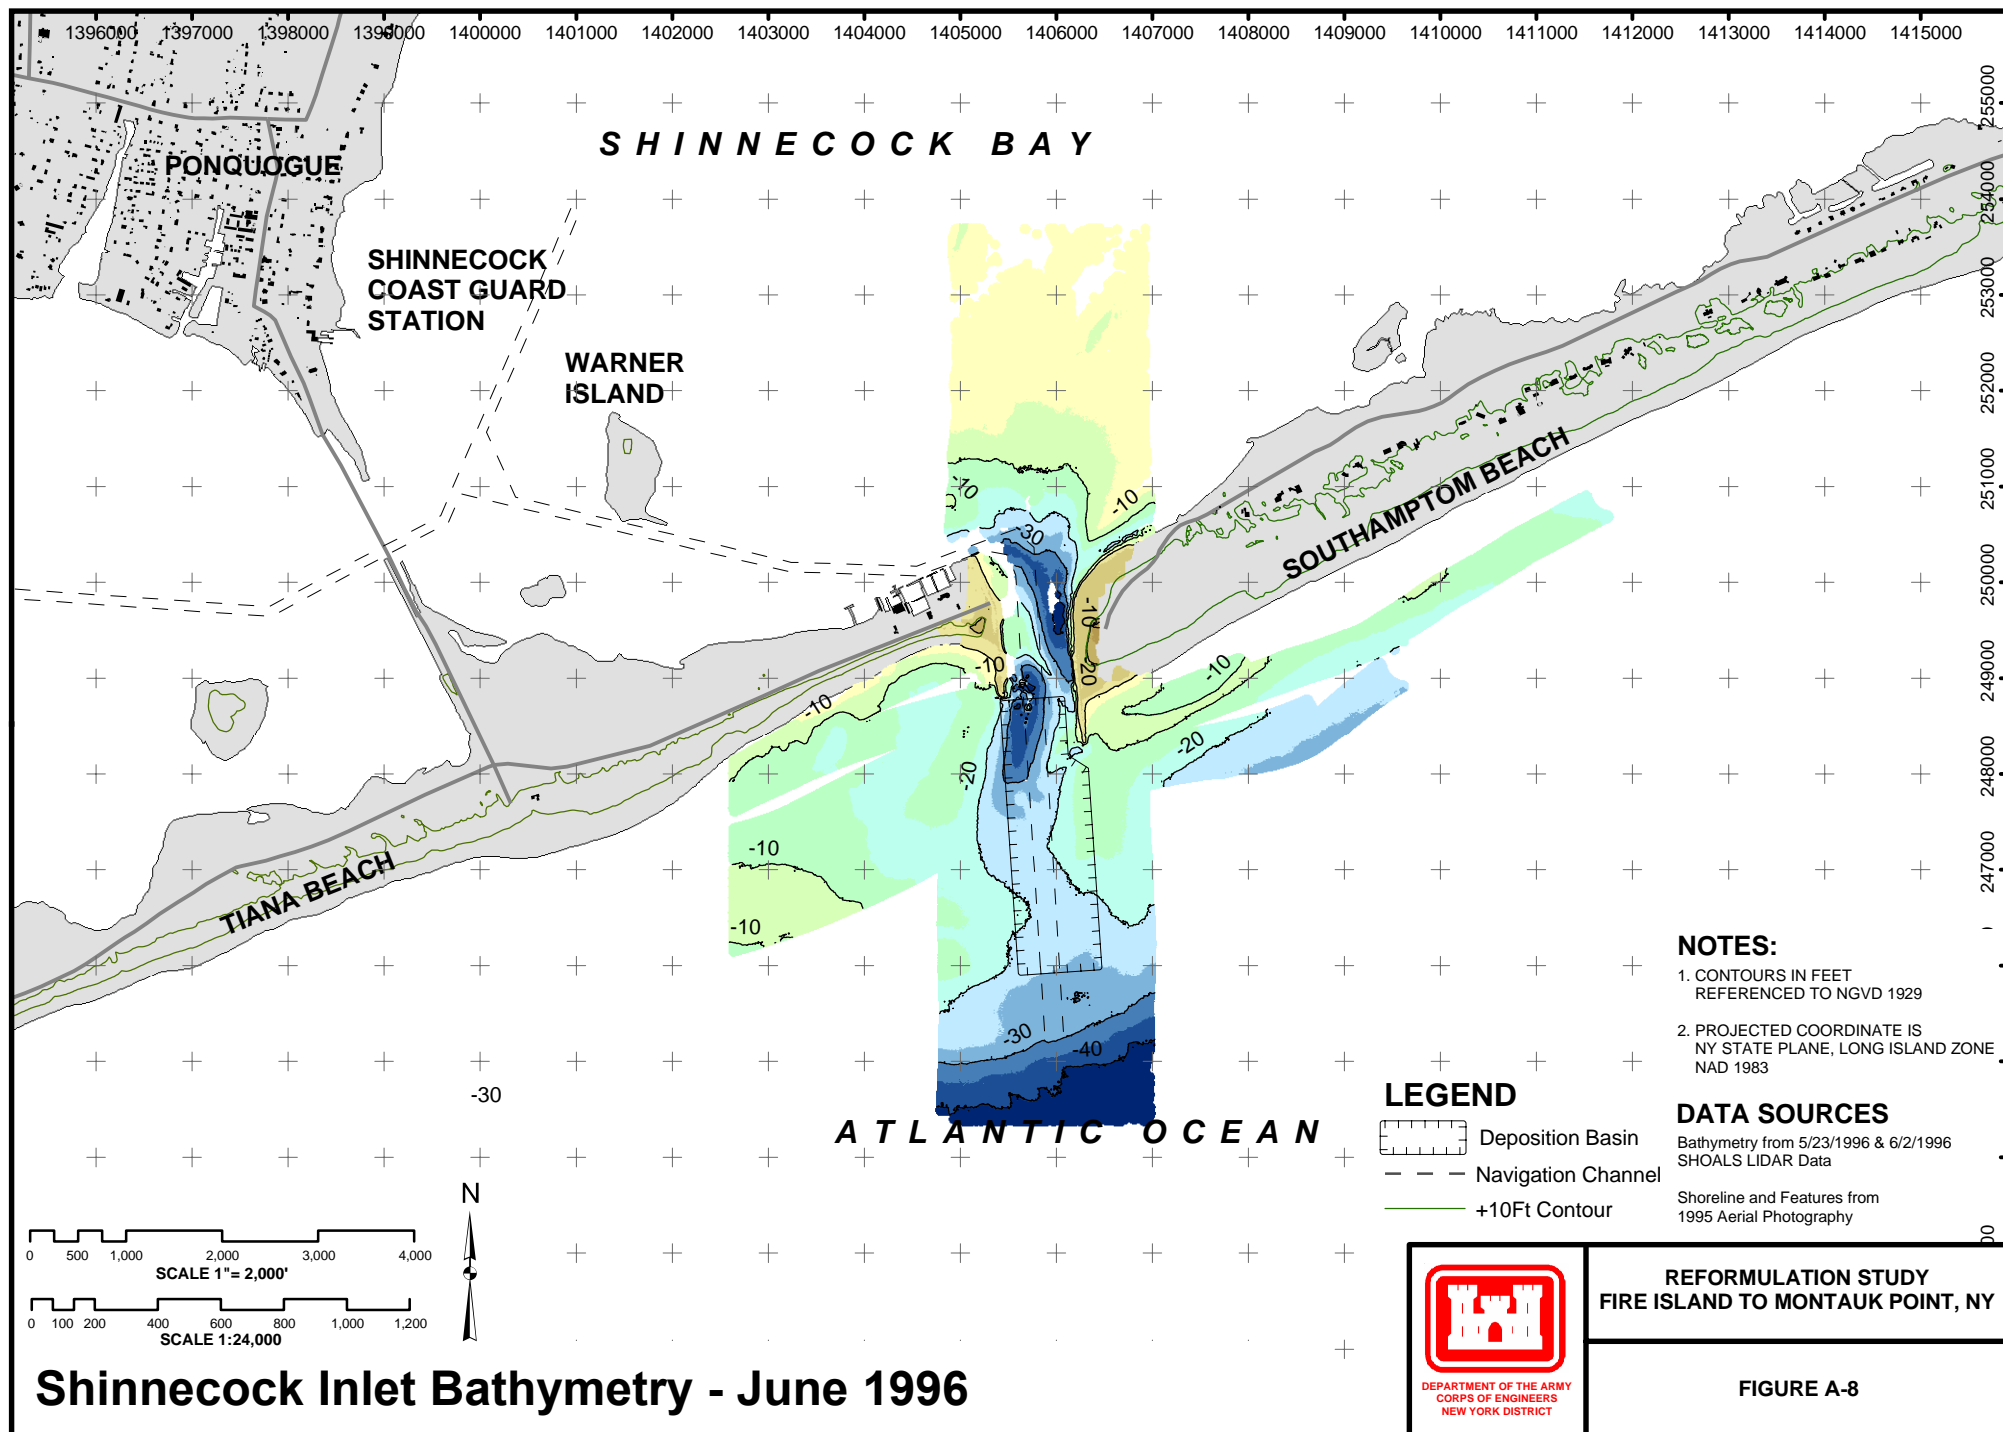 1396000 1397000 1398000 1399000 1400000 1401000 1402000 1403000 1404000 1405000 1406000 1407000 1408000 1409000 1410000 1411000 1412000 1413000 1414000 1415000
255000
254000
253000
252000
251000
250000
249000
248000
247000
SHINNECOCK BAY
PONQUOGUE
SHINNECOCK
COAST GUARD
STATION
WARNER
ISLAND
SOUTHAMPTOM BEACH
TIANA BEACH
ATLANTIC OCEAN
-10
-10
-30
-10
-20
-10
-10
-10
-20
-20
-10
-10
-30
-40
-30
NOTES:
1. CONTOURS IN FEET
REFERENCED TO NGVD 1929
2. PROJECTED COORDINATE IS
NY STATE PLANE, LONG ISLAND ZONE
NAD 1983
LEGEND
Deposition Basin
Navigation Channel
+10Ft Contour
DATA SOURCES
Bathymetry from 5/23/1996 & 6/2/1996
SHOALS LIDAR Data
Shoreline and Features from
1995 Aerial Photography
N
0 500 1,000 2,000 3,000 4,000
SCALE 1"= 2,000'
0 100 200 400 600 800 1,000 1,200
SCALE 1:24,000
Shinnecock Inlet Bathymetry - June 1996
DEPARTMENT OF THE ARMY
CORPS OF ENGINEERS
NEW YORK DISTRICT
REFORMULATION STUDY
FIRE ISLAND TO MONTAUK POINT, NY
FIGURE A-8